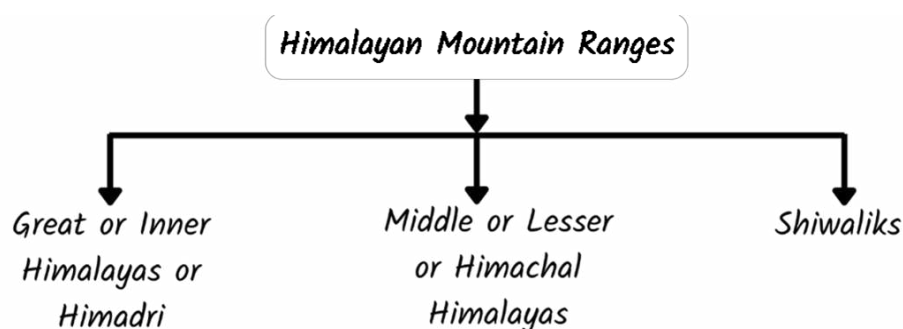 Himalayan Mountain Ranges
Great or Inner
Himalayas or
Himadri
Middle or Lesser
or Himachal
Himalayas
Shiwaliks